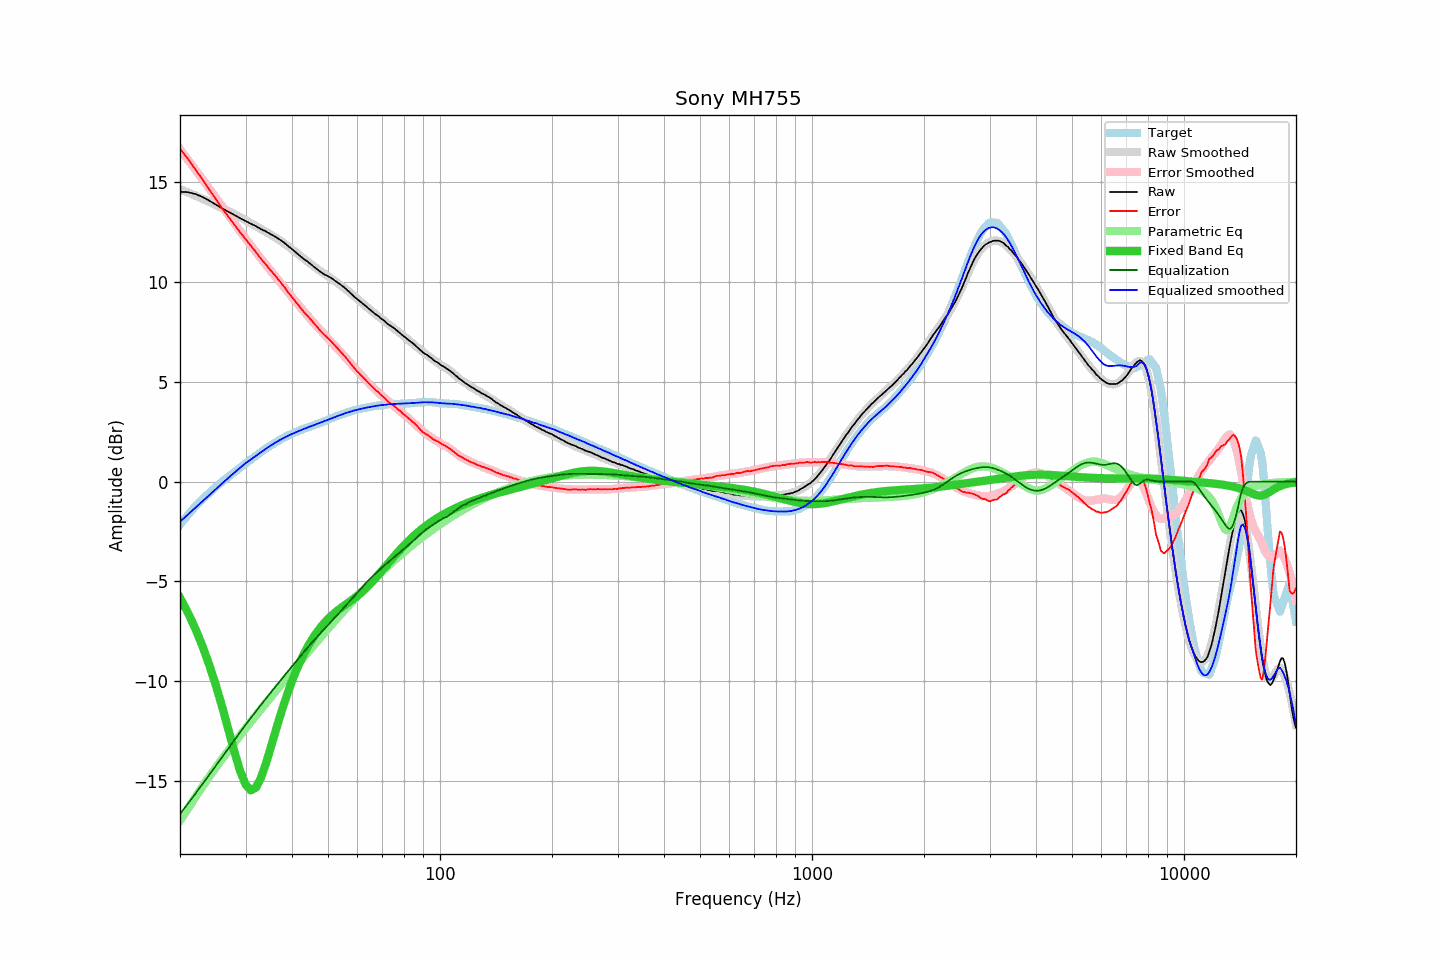 Sony MH755
Target
Raw Smoothed
Error Smoothed
Raw
Error
Parametric Eq
Fixed Band Eq
Equalization
Equalized smoothed
15
10
5
0
−5
−10
−15
Amplitude (dBr)
100
1000
10000
Frequency (Hz)